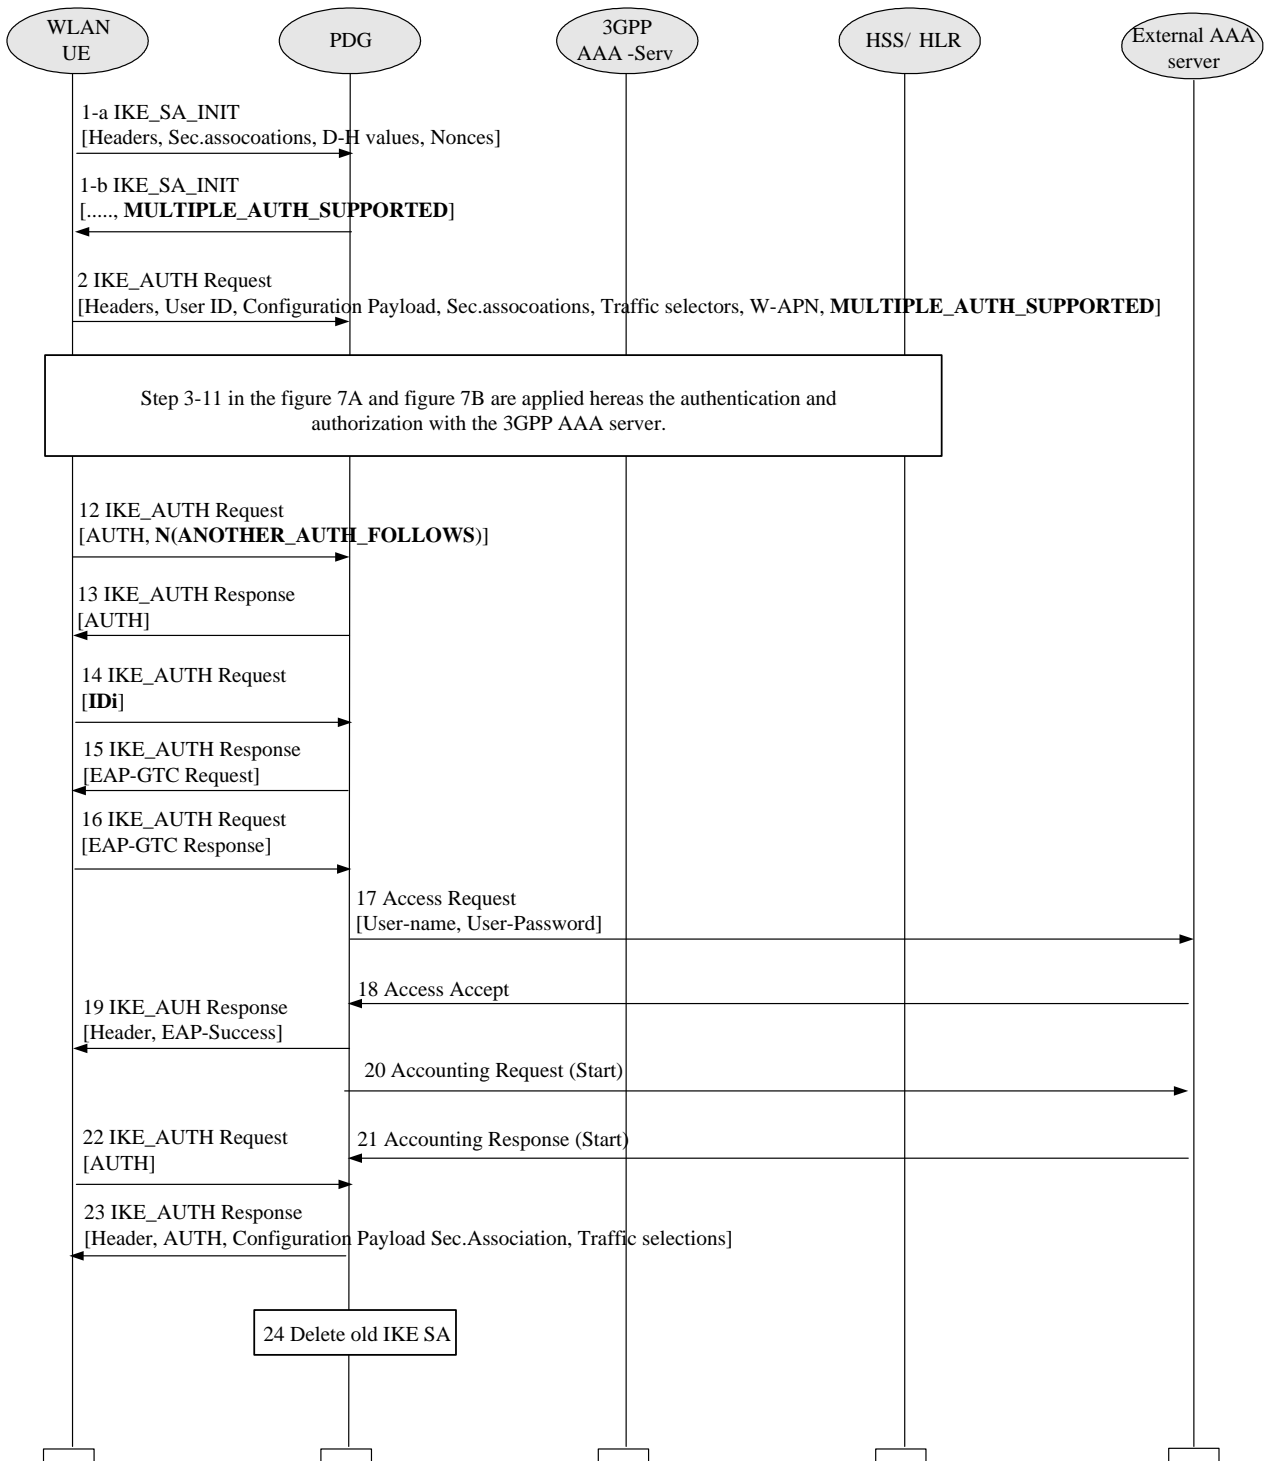 WLAN
UE
PDG
3GPP
AAA -Serv
HSS/ HLR
External AAA
server
1-a IKE_SA_INIT
[Headers, Sec.assocoations, D-H values, Nonces]
1-b IKE_SA_INIT
[....., MULTIPLE_AUTH_SUPPORTED]
2 IKE_AUTH Request
[Headers, User ID, Configuration Payload, Sec.assocoations, Traffic selectors, W-APN, MULTIPLE_AUTH_SUPPORTED]
Step 3-11 in the figure 7A and figure 7B are applied hereas the authentication and
authorization with the 3GPP AAA server.
12 IKE_AUTH Request
[AUTH, N(ANOTHER_AUTH_FOLLOWS)]
13 IKE_AUTH Response
[AUTH]
14 IKE_AUTH Request
[IDi]
15 IKE_AUTH Response
[EAP-GTC Request]
16 IKE_AUTH Request
[EAP-GTC Response]
17 Access Request
[User-name, User-Password]
18 Access Accept
19 IKE_AUH Response
[Header, EAP-Success]
20 Accounting Request (Start)
22 IKE_AUTH Request
[AUTH]
21 Accounting Response (Start)
23 IKE_AUTH Response
[Header, AUTH, Configuration Payload Sec.Association, Traffic selections]
24 Delete old IKE SA